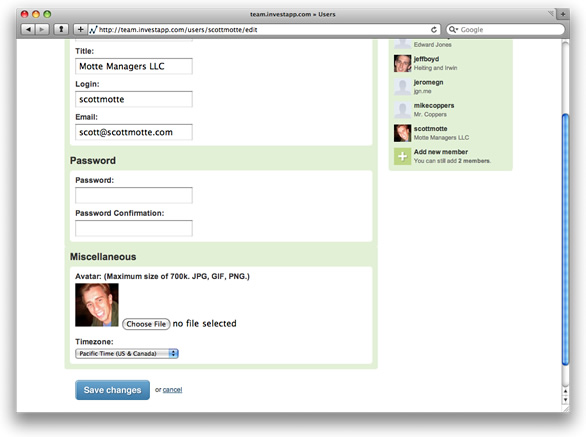 team.investapp.com » Users
http://team.investapp.com/users/scottmotte/edit
Google
Title:
Motte Managers LLC
Login:
scottmotte
Email:
scott@scottmotte.com
Password
Password:
Password Confirmation:
Miscellaneous
Avatar: (Maximum size of 700k. JPG, GIF, PNG.)
Choose File no file selected
Timezone:
Pacific Time (US & Canada)
Save changes or cancel
Edward Jones
jeffboyd
Heiting and Irwin
jeromegn
jgn.me
mikecoppers
Mr. Coppers
scottmotte
Motte Managers LLC
Add new member
You can still add 2 members.